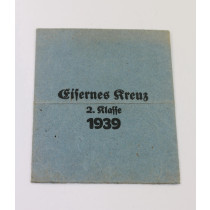 Eisernes Kreuz
2. Klasse
1939